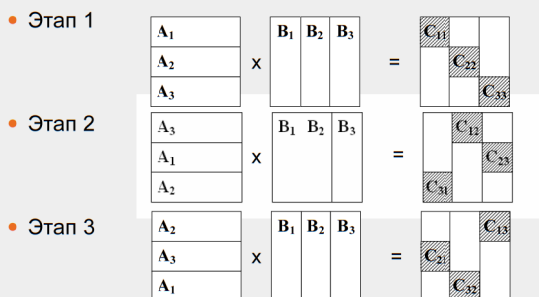 • Этап 1
A₁ B₁ B₂ B₃ C₁₁
A₂ x = C₂₂
A₃ C₃₃
• Этап 2
A₃ B₁ B₂ B₃ C₁₂
A₁ x = C₂₃
A₂ C₃₁
• Этап 3
A₂ B₁ B₂ B₃ C₁₃
A₃ x = C₂₁
A₁ C₃₂